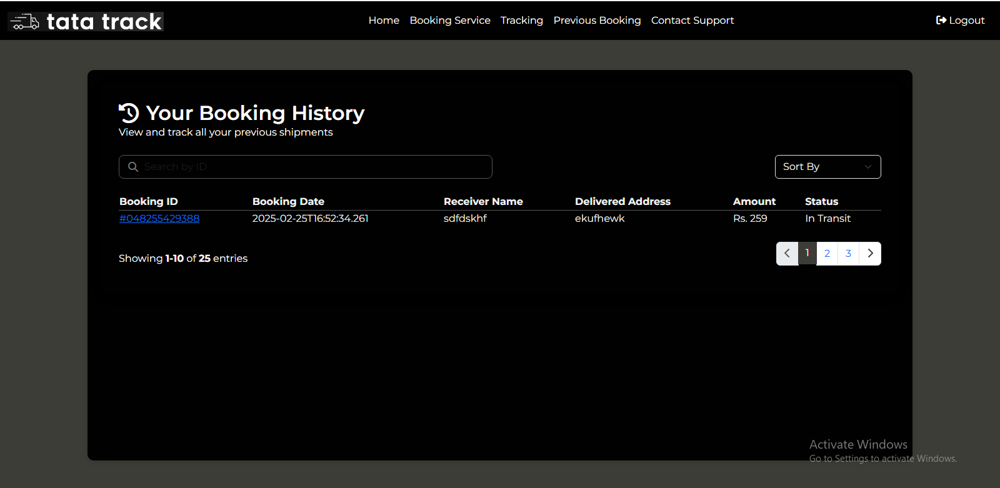 tata track
Home Booking Service Tracking Previous Booking Contact Support Logout
Your Booking History
View and track all your previous shipments
Search by ID Sort By
Booking ID Booking Date Receiver Name Delivered Address Amount Status
#048255429388 2025-02-25T16:52:34.261 sdfdskhf ekufhewk Rs. 259 In Transit
Showing 1-10 of 25 entries 1 2 3
Activate Windows
Go to Settings to activate Windows.